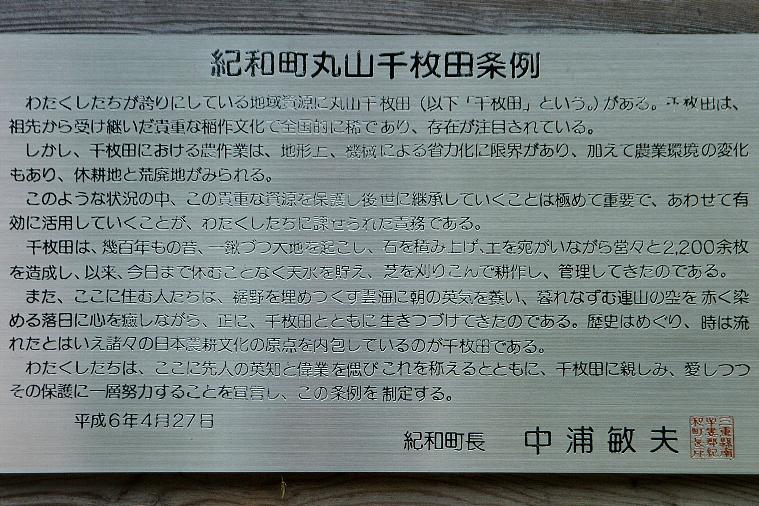 紀和町丸山千枚田条例
わたくしたちが誇りにしている地域資源に丸山千枚田（以下「千枚田」という。）がある。千枚田は、
祖先から受け継いだ貴重な稲作文化で全国的に稀であり、存在が注目されている。
しかし、千枚田における農作業は、地形上、機械による省力化に限界があり、加えて農業環境の変化
もあり、休耕地と荒廃地がみられる。
このような状況の中、この貴重な資源を保護し後世に継承していくことは極めて重要で、あわせて有
効に活用していくことが、わたくしたちに課せられた責務である。
千枚田は、幾百年もの昔、一鍬づつ大地を起こし、石を積み上げ、土を宛がいながら営々と2,200余枚
を造成し、以来、今日まで休むことなく天水を貯え、芝を刈りこんで耕作し、管理してきたのである。
また、ここに住む人たちは、裾野を埋めつくす雲海に朝の英気を養い、暮れなずむ連山の空を赤く染
める落日に心を癒しながら、正に、千枚田とともに生きつづけてきたのである。歴史はめぐり、時は流
れたとはいえ諸々の日本農耕文化の原点を内包しているのが千枚田である。
わたくしたちは、ここに先人の英知と偉業を偲びこれを称えるとともに、千枚田に親しみ、愛しつつ
その保護に一層努力することを宣言し、この条例を制定する。
平成6年4月27日
紀和町長 中浦敏夫